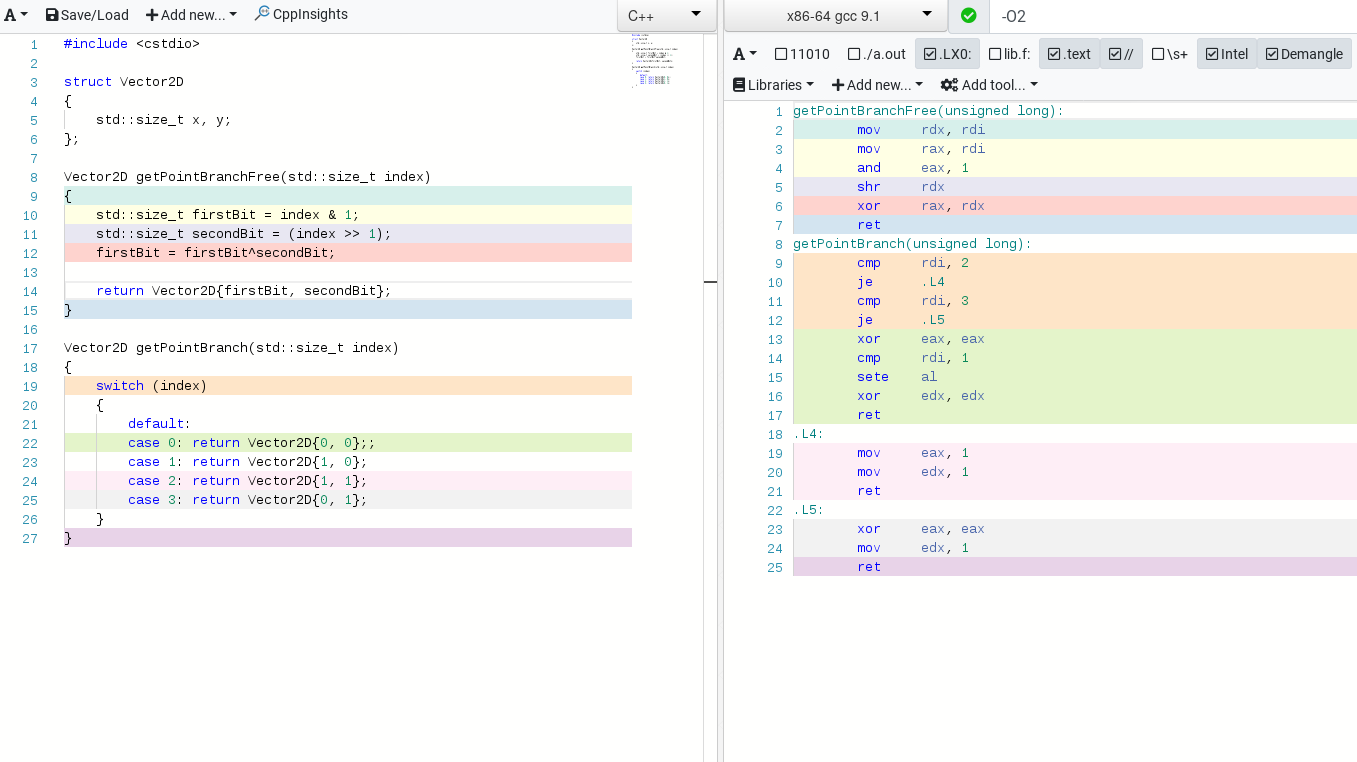 A Save/Load Add new... CppInsights C++
1 #include <cstdio>
2
3 struct Vector2D
4 {
5 std::size_t x, y;
6 };
7
8 Vector2D getPointBranchFree(std::size_t index)
9 {
10 std::size_t firstBit = index & 1;
11 std::size_t secondBit = (index >> 1);
12 firstBit = firstBit^secondBit;
13
14 return Vector2D{firstBit, secondBit};
15 }
16
17 Vector2D getPointBranch(std::size_t index)
18 {
19 switch (index)
20 {
21 default:
22 case 0: return Vector2D{0, 0};;
23 case 1: return Vector2D{1, 0};
24 case 2: return Vector2D{1, 1};
25 case 3: return Vector2D{0, 1};
26 }
27 }
x86-64 gcc 9.1 -O2
A 11010 ./a.out .LX0: lib.f: .text // \s+ Intel Demangle
Libraries Add new... Add tool...
1 getPointBranchFree(unsigned long):
2 mov rdx, rdi
3 mov rax, rdi
4 and eax, 1
5 shr rdx
6 xor rax, rdx
7 ret
8 getPointBranch(unsigned long):
9 cmp rdi, 2
10 je .L4
11 cmp rdi, 3
12 je .L5
13 xor eax, eax
14 cmp rdi, 1
15 sete al
16 xor edx, edx
17 ret
18 .L4:
19 mov eax, 1
20 mov edx, 1
21 ret
22 .L5:
23 xor eax, eax
24 mov edx, 1
25 ret